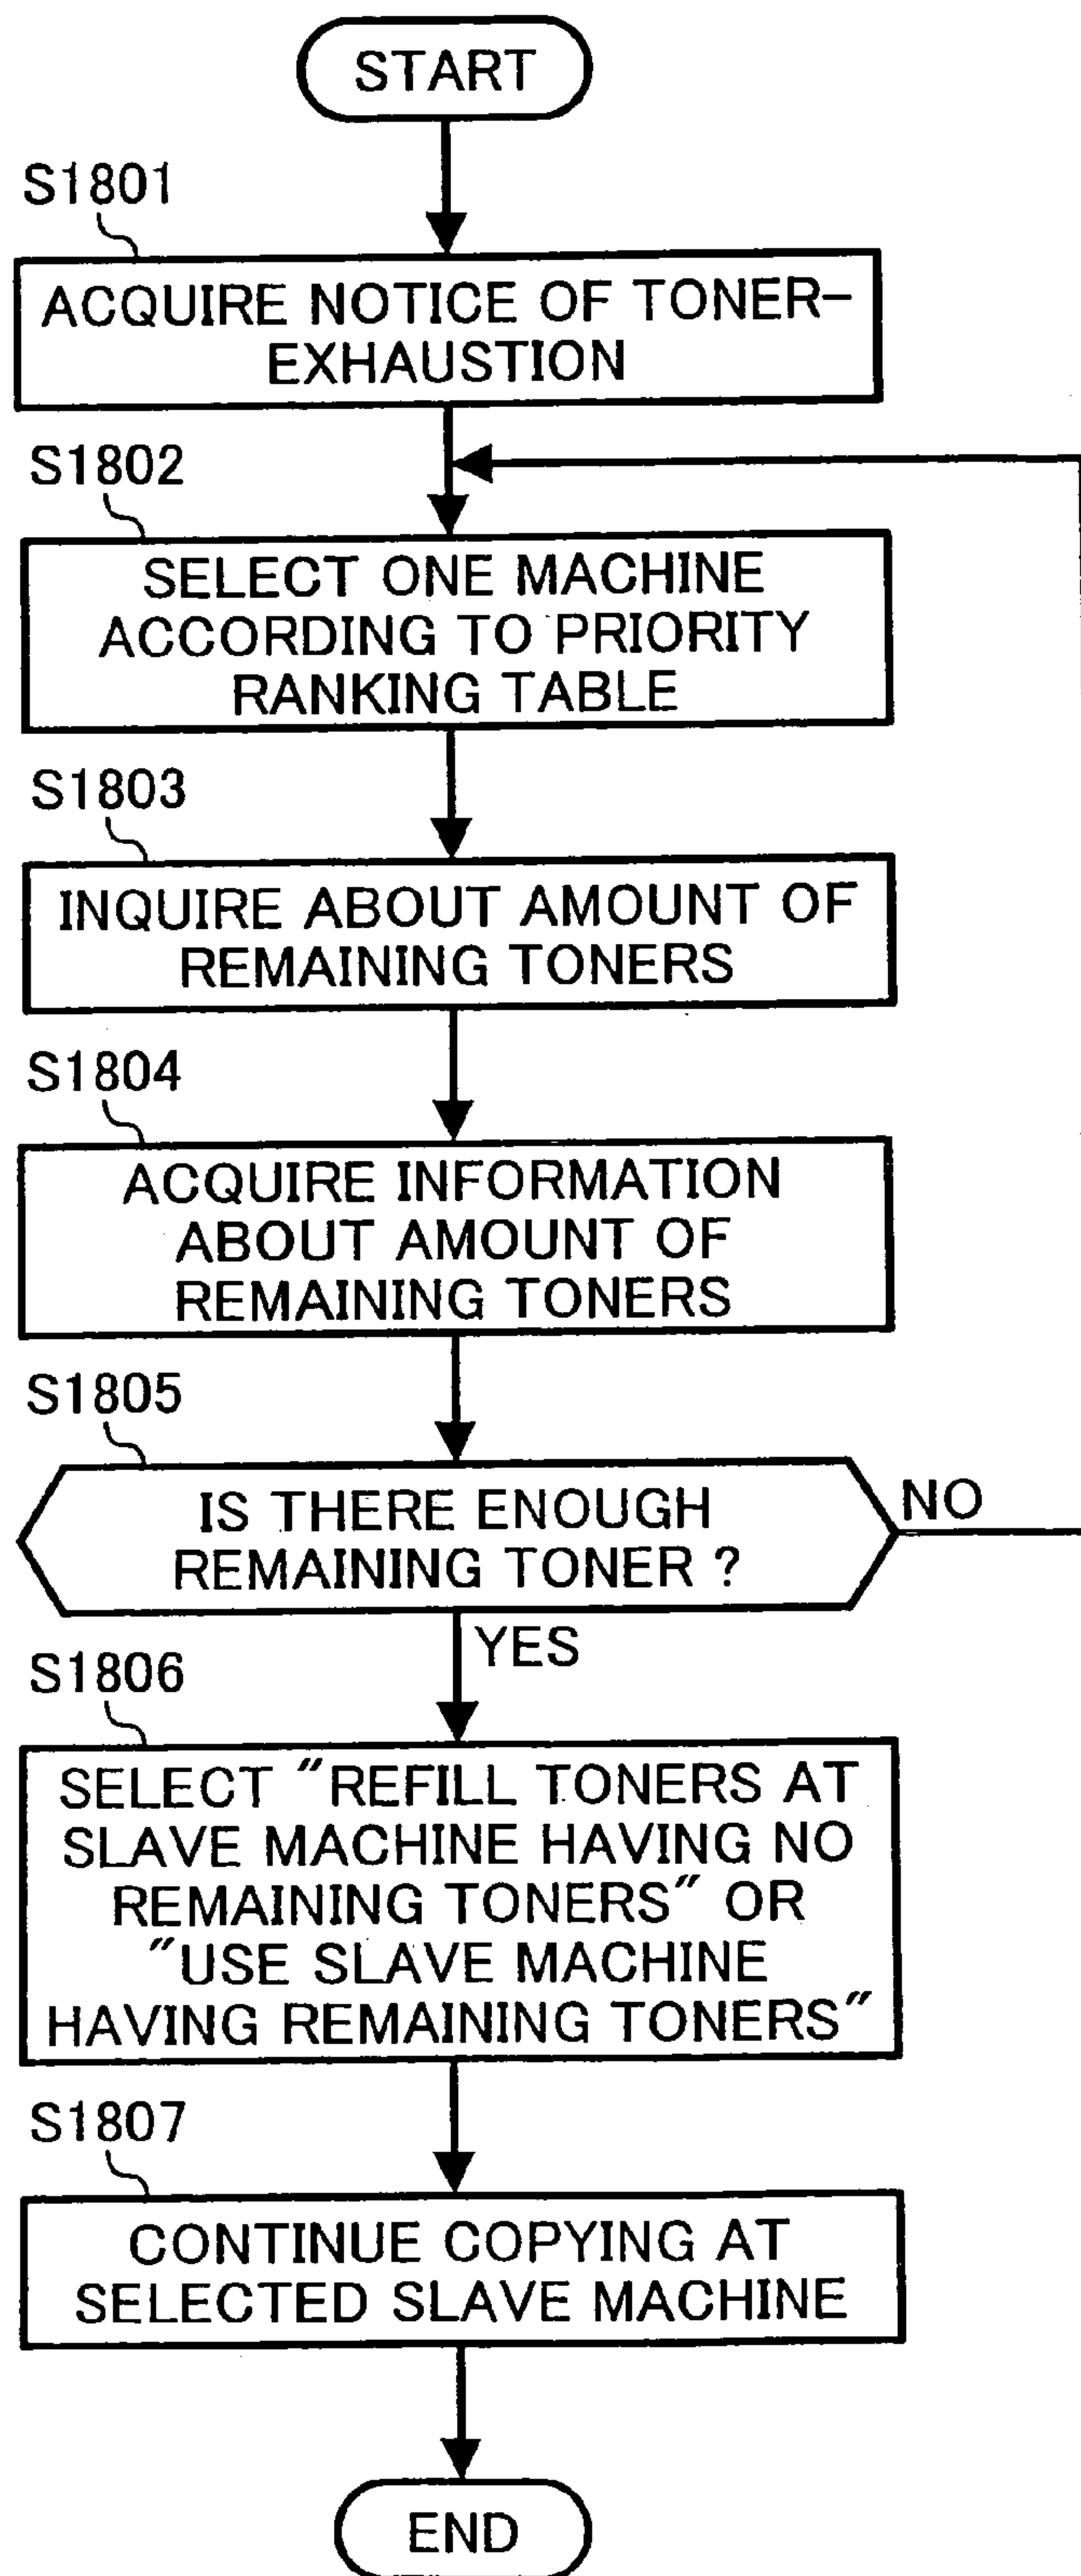 START
S1801
ACQUIRE NOTICE OF TONER-
EXHAUSTION
S1802
SELECT ONE MACHINE
ACCORDING TO PRIORITY
RANKING TABLE
S1803
INQUIRE ABOUT AMOUNT OF
REMAINING TONERS
S1804
ACQUIRE INFORMATION
ABOUT AMOUNT OF
REMAINING TONERS
S1805
IS THERE ENOUGH
REMAINING TONER ?
NO
YES
S1806
SELECT "REFILL TONERS AT
SLAVE MACHINE HAVING NO
REMAINING TONERS" OR
"USE SLAVE MACHINE
HAVING REMAINING TONERS"
S1807
CONTINUE COPYING AT
SELECTED SLAVE MACHINE
END